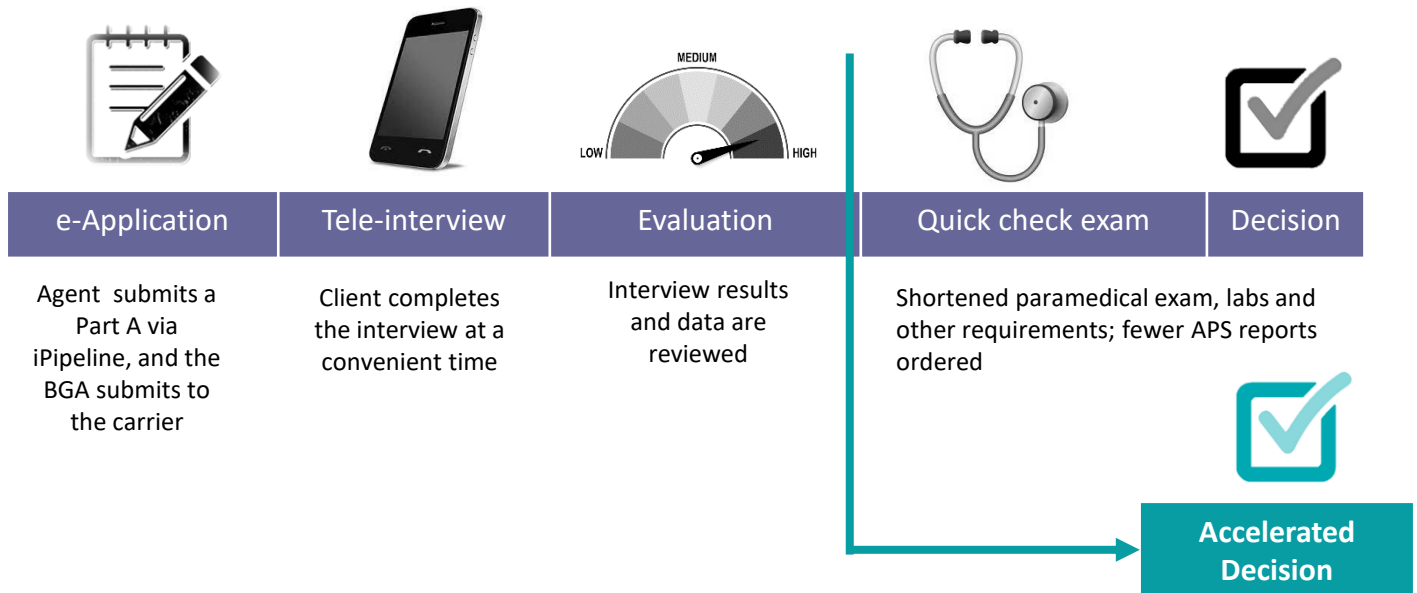 MEDIUM
LOW
HIGH
e-Application
Tele-interview
Evaluation
Quick check exam
Decision
Agent submits a
Part A via
iPipeline, and the
BGA submits to
the carrier
Client completes
the interview at a
convenient time
Interview results
and data are
reviewed
Shortened paramedical exam, labs and
other requirements; fewer APS reports
ordered
Accelerated
Decision